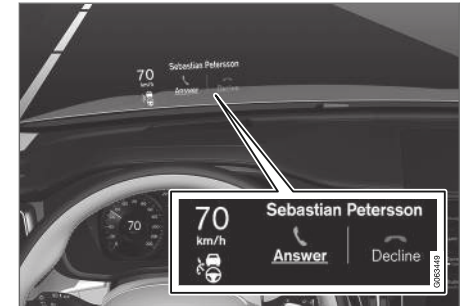 70
km/h
Sebastian Petersson
Answer
Decline
70
70
km/h
Sebastian Petersson
Answer
Decline
G063449